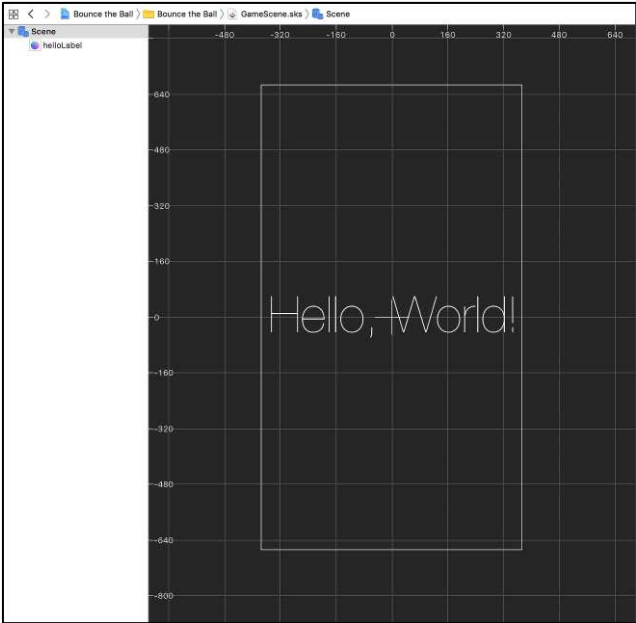 Bounce the Ball Bounce the Ball GameScene.sks Scene
Scene
helloLabel
-480 -320 -160 0 160 320 480 640
640
480
320
160
0
Hello, World!
-160
-320
-480
-640
-800